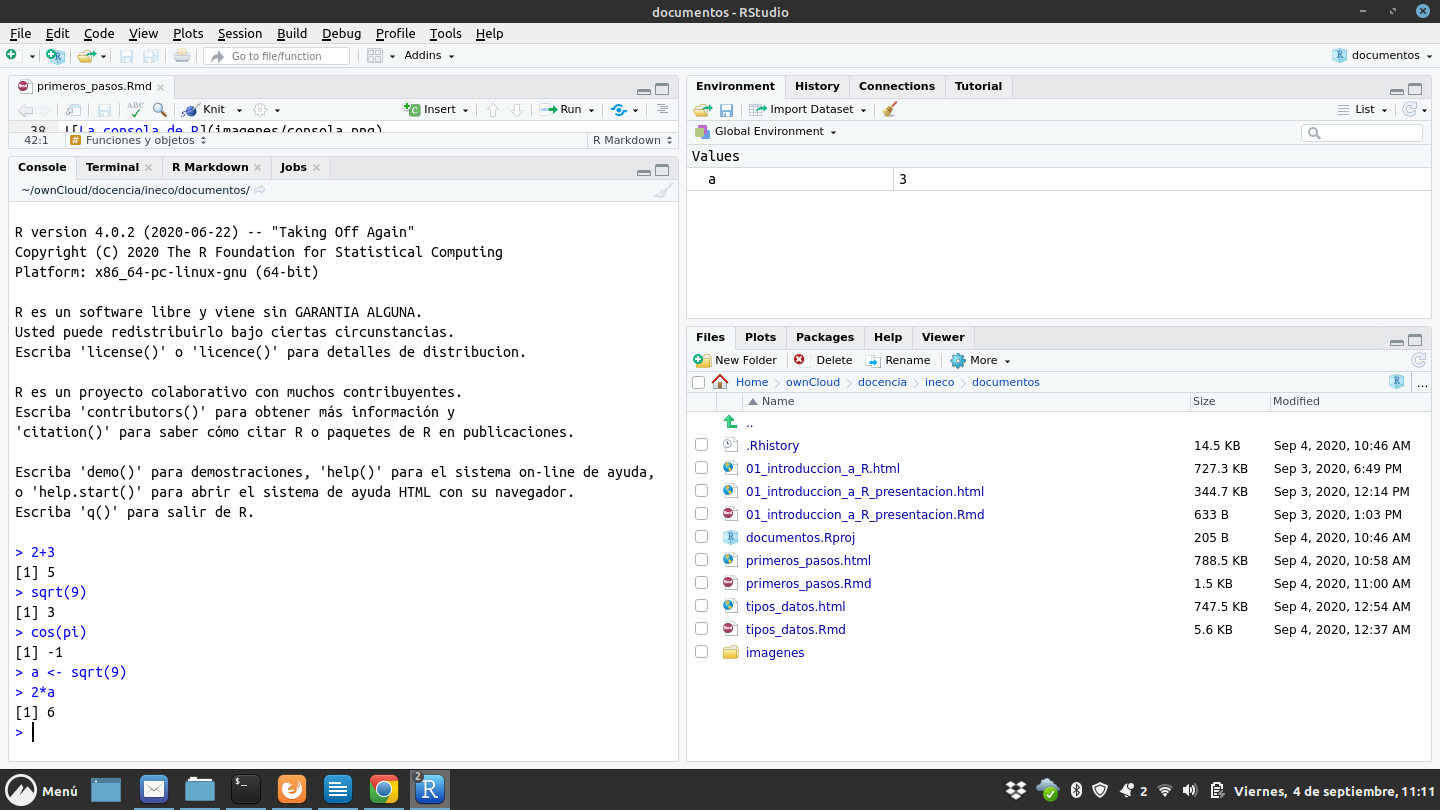 documentos - RStudio
File Edit Code View Plots Session Build Debug Profile Tools Help
Go to file/function Addins documentos
primeros_pasos.Rmd
ABC Knit Insert Run
38 ![La consola de R](imagenes/consola.png)
42:1 # Funciones y objetos R Markdown
Console Terminal R Markdown Jobs
~/ownCloud/docencia/ineco/documentos/
R version 4.0.2 (2020-06-22) -- "Taking Off Again"
Copyright (C) 2020 The R Foundation for Statistical Computing
Platform: x86_64-pc-linux-gnu (64-bit)
R es un software libre y viene sin GARANTIA ALGUNA.
Usted puede redistribuirlo bajo ciertas circunstancias.
Escriba 'license()' o 'licence()' para detalles de distribucion.
R es un proyecto colaborativo con muchos contribuyentes.
Escriba 'contributors()' para obtener más información y
'citation()' para saber cómo citar R o paquetes de R en publicaciones.
Escriba 'demo()' para demostraciones, 'help()' para el sistema on-line de ayuda,
o 'help.start()' para abrir el sistema de ayuda HTML con su navegador.
Escriba 'q()' para salir de R.
> 2+3
[1] 5
> sqrt(9)
[1] 3
> cos(pi)
[1] -1
> a <- sqrt(9)
> 2*a
[1] 6
>
Environment History Connections Tutorial
Import Dataset List
Global Environment
Values
a 3
Files Plots Packages Help Viewer
New Folder Delete Rename More
Home ownCloud docencia ineco documentos ...
Name Size Modified
..
.Rhistory 14.5 KB Sep 4, 2020, 10:46 AM
01_introduccion_a_R.html 727.3 KB Sep 3, 2020, 6:49 PM
01_introduccion_a_R_presentacion.html 344.7 KB Sep 3, 2020, 12:14 PM
01_introduccion_a_R_presentacion.Rmd 633 B Sep 3, 2020, 1:03 PM
documentos.Rproj 205 B Sep 4, 2020, 10:46 AM
primeros_pasos.html 788.5 KB Sep 4, 2020, 10:58 AM
primeros_pasos.Rmd 1.5 KB Sep 4, 2020, 11:00 AM
tipos_datos.html 747.5 KB Sep 4, 2020, 12:54 AM
tipos_datos.Rmd 5.6 KB Sep 4, 2020, 12:37 AM
imagenes
Menú 2 R 2 Viernes, 4 de septiembre, 11:11